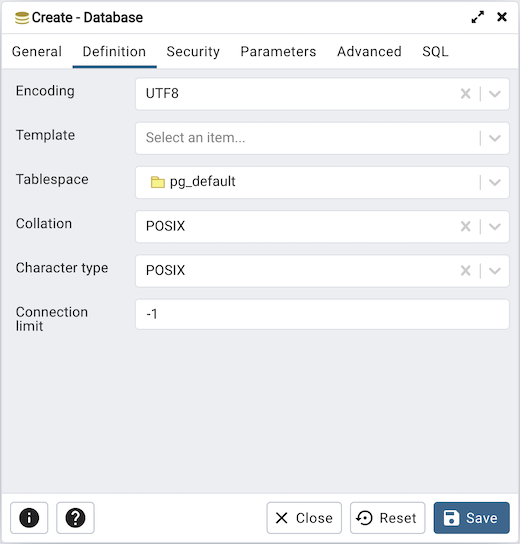 Create - Database
General Definition Security Parameters Advanced SQL
Encoding UTF8
Template Select an item...
Tablespace pg_default
Collation POSIX
Character type POSIX
Connection
limit -1
Close Reset Save